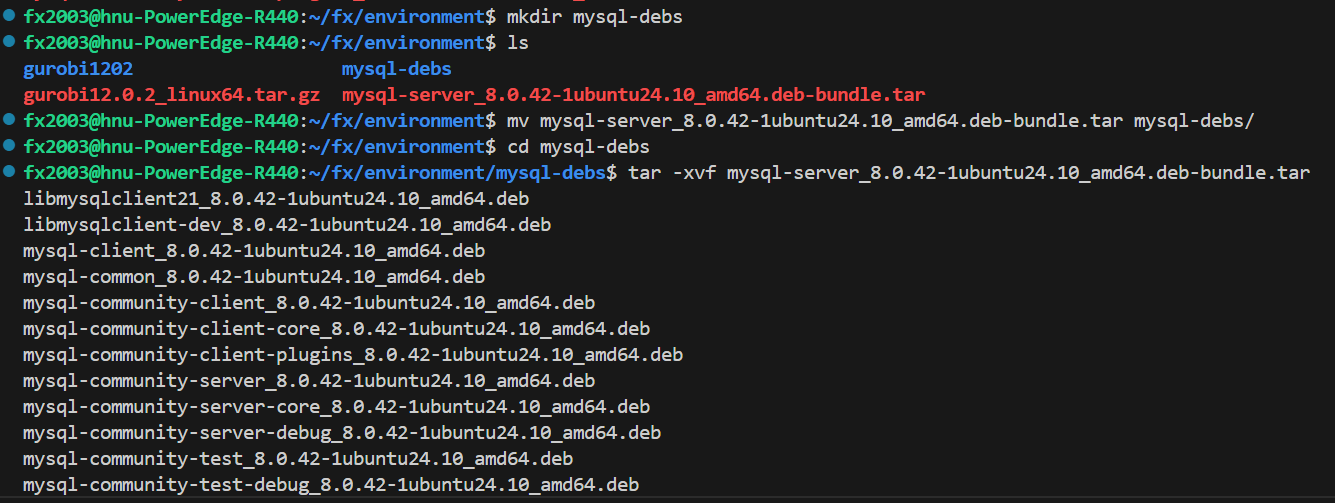 fx2003@hnu-PowerEdge-R440:~/fx/environment$ mkdir mysql-debs
fx2003@hnu-PowerEdge-R440:~/fx/environment$ ls
gurobi1202 mysql-debs
gurobi12.0.2_linux64.tar.gz mysql-server_8.0.42-1ubuntu24.10_amd64.deb-bundle.tar
fx2003@hnu-PowerEdge-R440:~/fx/environment$ mv mysql-server_8.0.42-1ubuntu24.10_amd64.deb-bundle.tar mysql-debs/
fx2003@hnu-PowerEdge-R440:~/fx/environment$ cd mysql-debs
fx2003@hnu-PowerEdge-R440:~/fx/environment/mysql-debs$ tar -xvf mysql-server_8.0.42-1ubuntu24.10_amd64.deb-bundle.tar
libmysqlclient21_8.0.42-1ubuntu24.10_amd64.deb
libmysqlclient-dev_8.0.42-1ubuntu24.10_amd64.deb
mysql-client_8.0.42-1ubuntu24.10_amd64.deb
mysql-common_8.0.42-1ubuntu24.10_amd64.deb
mysql-community-client_8.0.42-1ubuntu24.10_amd64.deb
mysql-community-client-core_8.0.42-1ubuntu24.10_amd64.deb
mysql-community-client-plugins_8.0.42-1ubuntu24.10_amd64.deb
mysql-community-server_8.0.42-1ubuntu24.10_amd64.deb
mysql-community-server-core_8.0.42-1ubuntu24.10_amd64.deb
mysql-community-server-debug_8.0.42-1ubuntu24.10_amd64.deb
mysql-community-test_8.0.42-1ubuntu24.10_amd64.deb
mysql-community-test-debug_8.0.42-1ubuntu24.10_amd64.deb